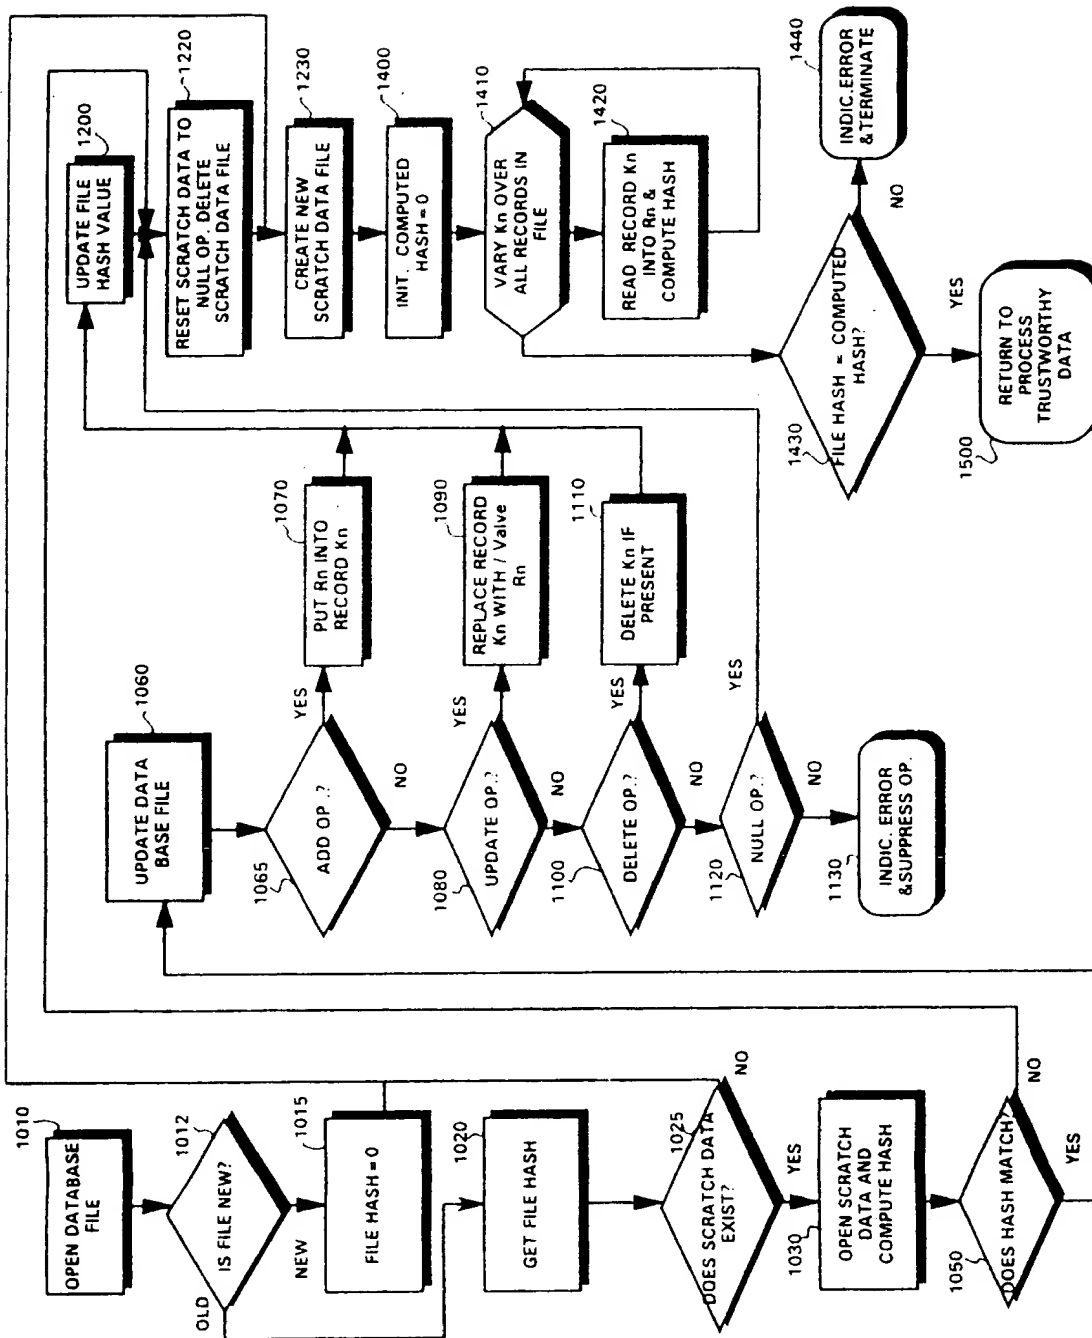 1010
OPEN DATABASE
FILE
1012
IS FILE NEW?
OLD
NEW
1015
FILE HASH = 0
1020
GET FILE HASH
1025
DOES SCRATCH DATA
EXIST?
NO
YES
1030
OPEN SCRATCH
DATA AND
COMPUTE HASH
1050
DOES HASH MATCH?
NO
YES
1060
UPDATE DATA
BASE FILE
1065
ADD OP .?
YES
NO
1070
PUT Rn INTO
RECORD Kn
1080
UPDATE OP.?
YES
NO
1090
REPLACE RECORD
Kn WITH / Valve
Rn
1100
DELETE OP.?
YES
NO
1110
DELETE Kn IF
PRESENT
1120
NULL OP.?
YES
NO
1130
INDIC. ERROR
&SUPPRESS OP.
1200
UPDATE FILE
HASH VALUE
1220
RESET SCRATCH DATA TO
NULL OP. DELETE
SCRATCH DATA FILE
1230
CREATE NEW
SCRATCH DATA FILE
1400
INIT. COMPUTED
HASH = 0
1410
VARY Kn OVER
ALL RECORDS IN
FILE
1420
READ RECORD Kn
INTO Rn &
COMPUTE HASH
1430
FILE HASH = COMPUTED
HASH?
NO
YES
1440
INDIC. ERROR
&TERMINATE
1500
RETURN TO
PROCESS
TRUSTWORTHY
DATA